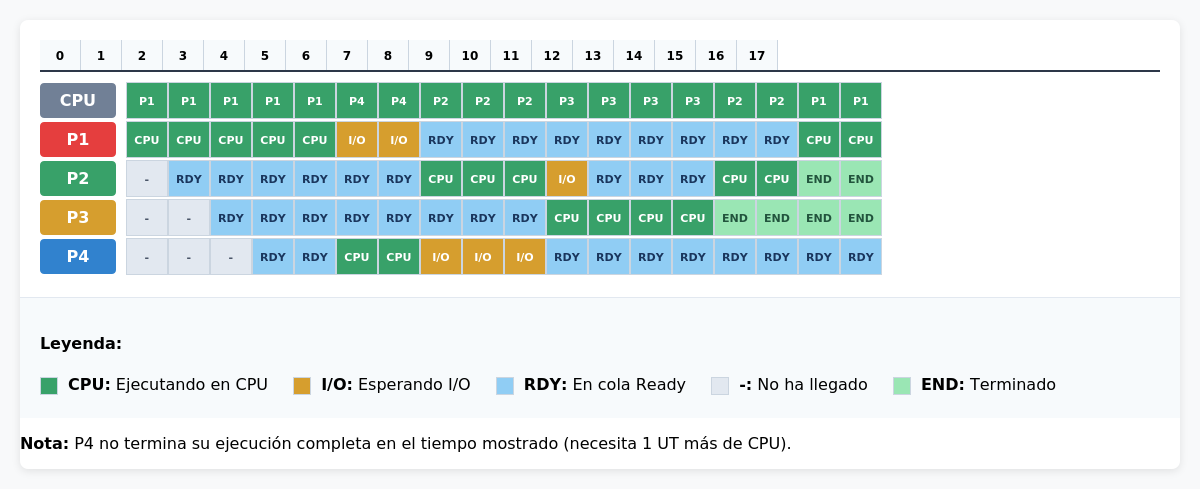 0 1 2 3 4 5 6 7 8 9 10 11 12 13 14 15 16 17
CPU P1 P1 P1 P1 P1 P4 P4 P2 P2 P2 P3 P3 P3 P3 P2 P2 P1 P1
P1 CPU CPU CPU CPU CPU I/O I/O RDY RDY RDY RDY RDY RDY RDY RDY RDY CPU CPU
P2 - RDY RDY RDY RDY RDY RDY CPU CPU CPU I/O RDY RDY RDY CPU CPU END END
P3 - - RDY RDY RDY RDY RDY RDY RDY RDY CPU CPU CPU CPU END END END END
P4 - - - RDY RDY CPU CPU I/O I/O I/O RDY RDY RDY RDY RDY RDY RDY RDY
Leyenda:
CPU: Ejecutando en CPU I/O: Esperando I/O RDY: En cola Ready -: No ha llegado END: Terminado
Nota: P4 no termina su ejecución completa en el tiempo mostrado (necesita 1 UT más de CPU).